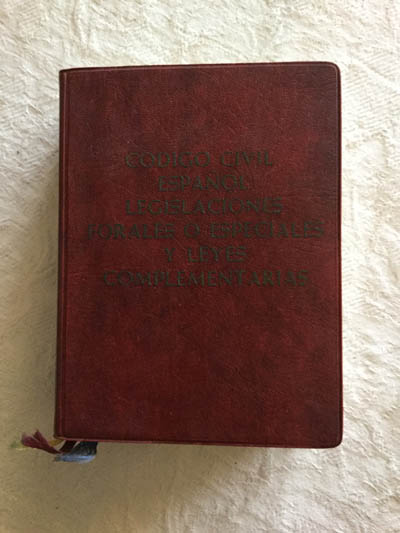 CODIGO CIVIL
ESPAÑOL
LEGISLACIONES
FORALES O ESPECIALES
Y LEYES
COMPLEMENTARIAS